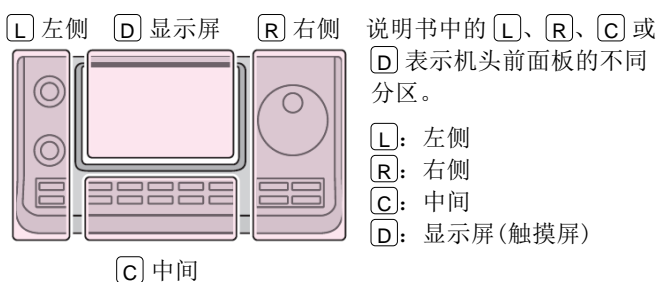 L 左侧 D 显示屏 R 右侧
C 中间
说明书中的 L、R、C 或
D 表示机头前面板的不同
分区。
L：左侧
R：右侧
C：中间
D：显示屏(触摸屏)